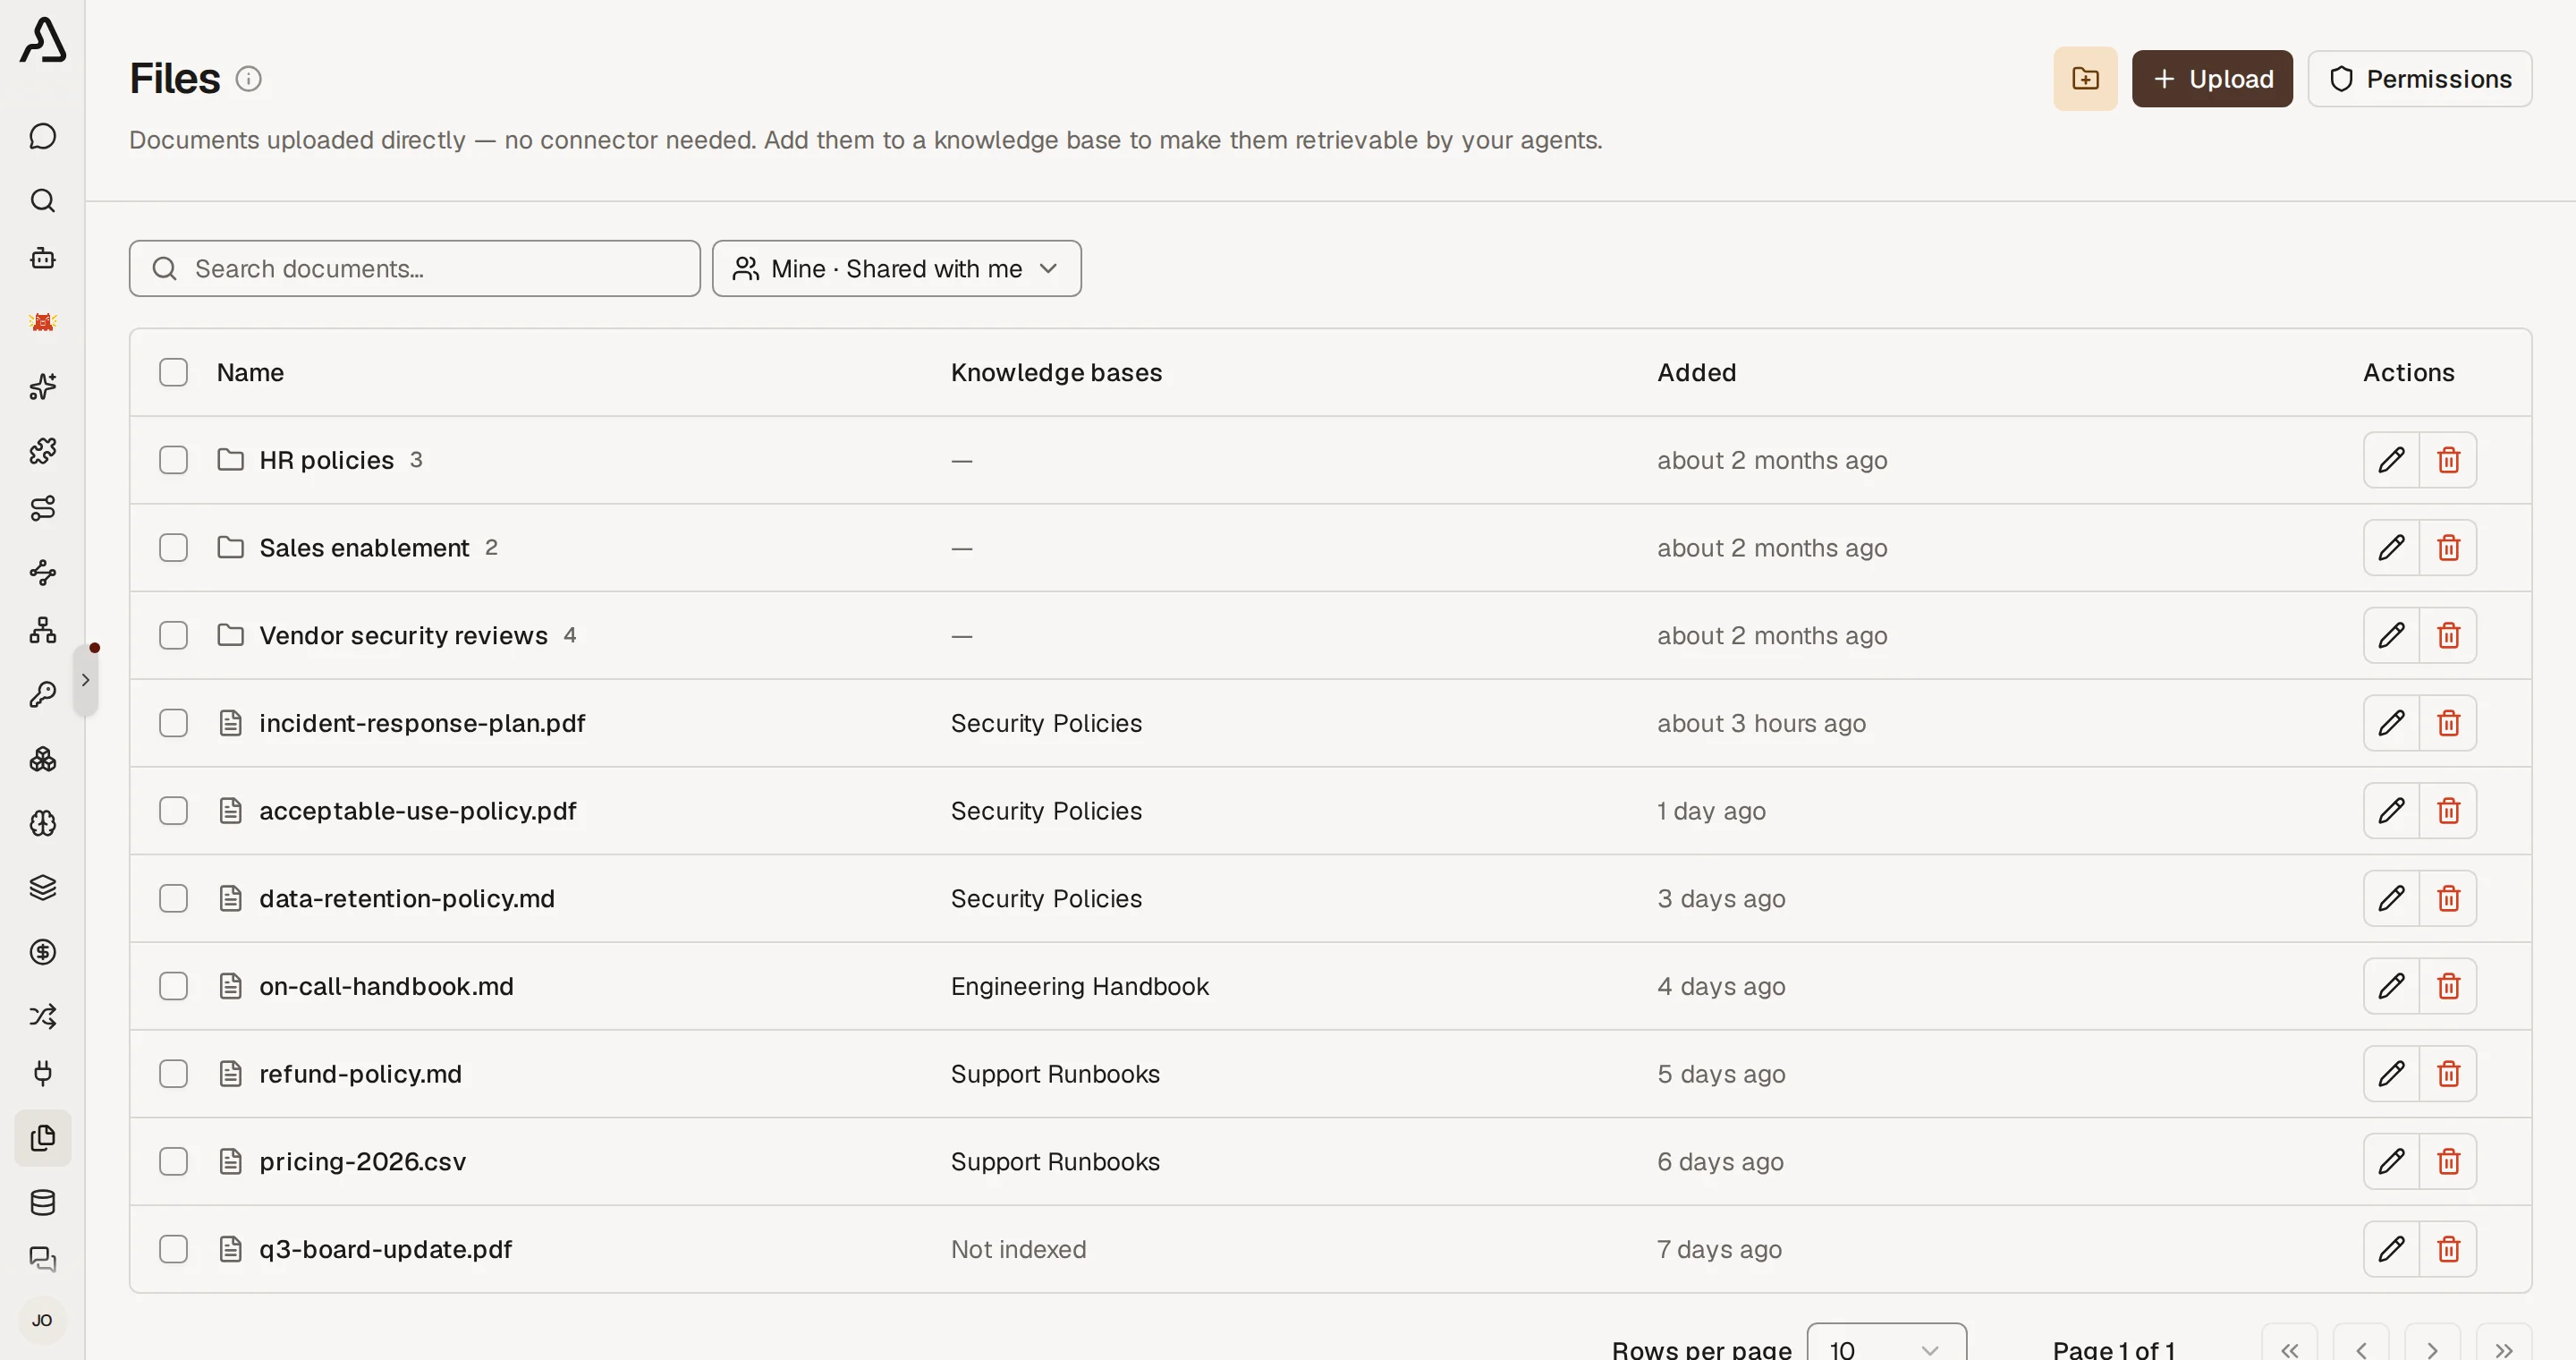 Files
Upload
Permissions
Documents uploaded directly — no connector needed. Add them to a knowledge base to make them retrievable by your agents.
Search documents...
Mine · Shared with me
Name Knowledge bases Added Actions
HR policies 3 — about 2 months ago
Sales enablement 2 — about 2 months ago
Vendor security reviews 4 — about 2 months ago
incident-response-plan.pdf Security Policies about 3 hours ago
acceptable-use-policy.pdf Security Policies 1 day ago
data-retention-policy.md Security Policies 3 days ago
on-call-handbook.md Engineering Handbook 4 days ago
refund-policy.md Support Runbooks 5 days ago
pricing-2026.csv Support Runbooks 6 days ago
q3-board-update.pdf Not indexed 7 days ago
JO
Rows per page 10 Page 1 of 1